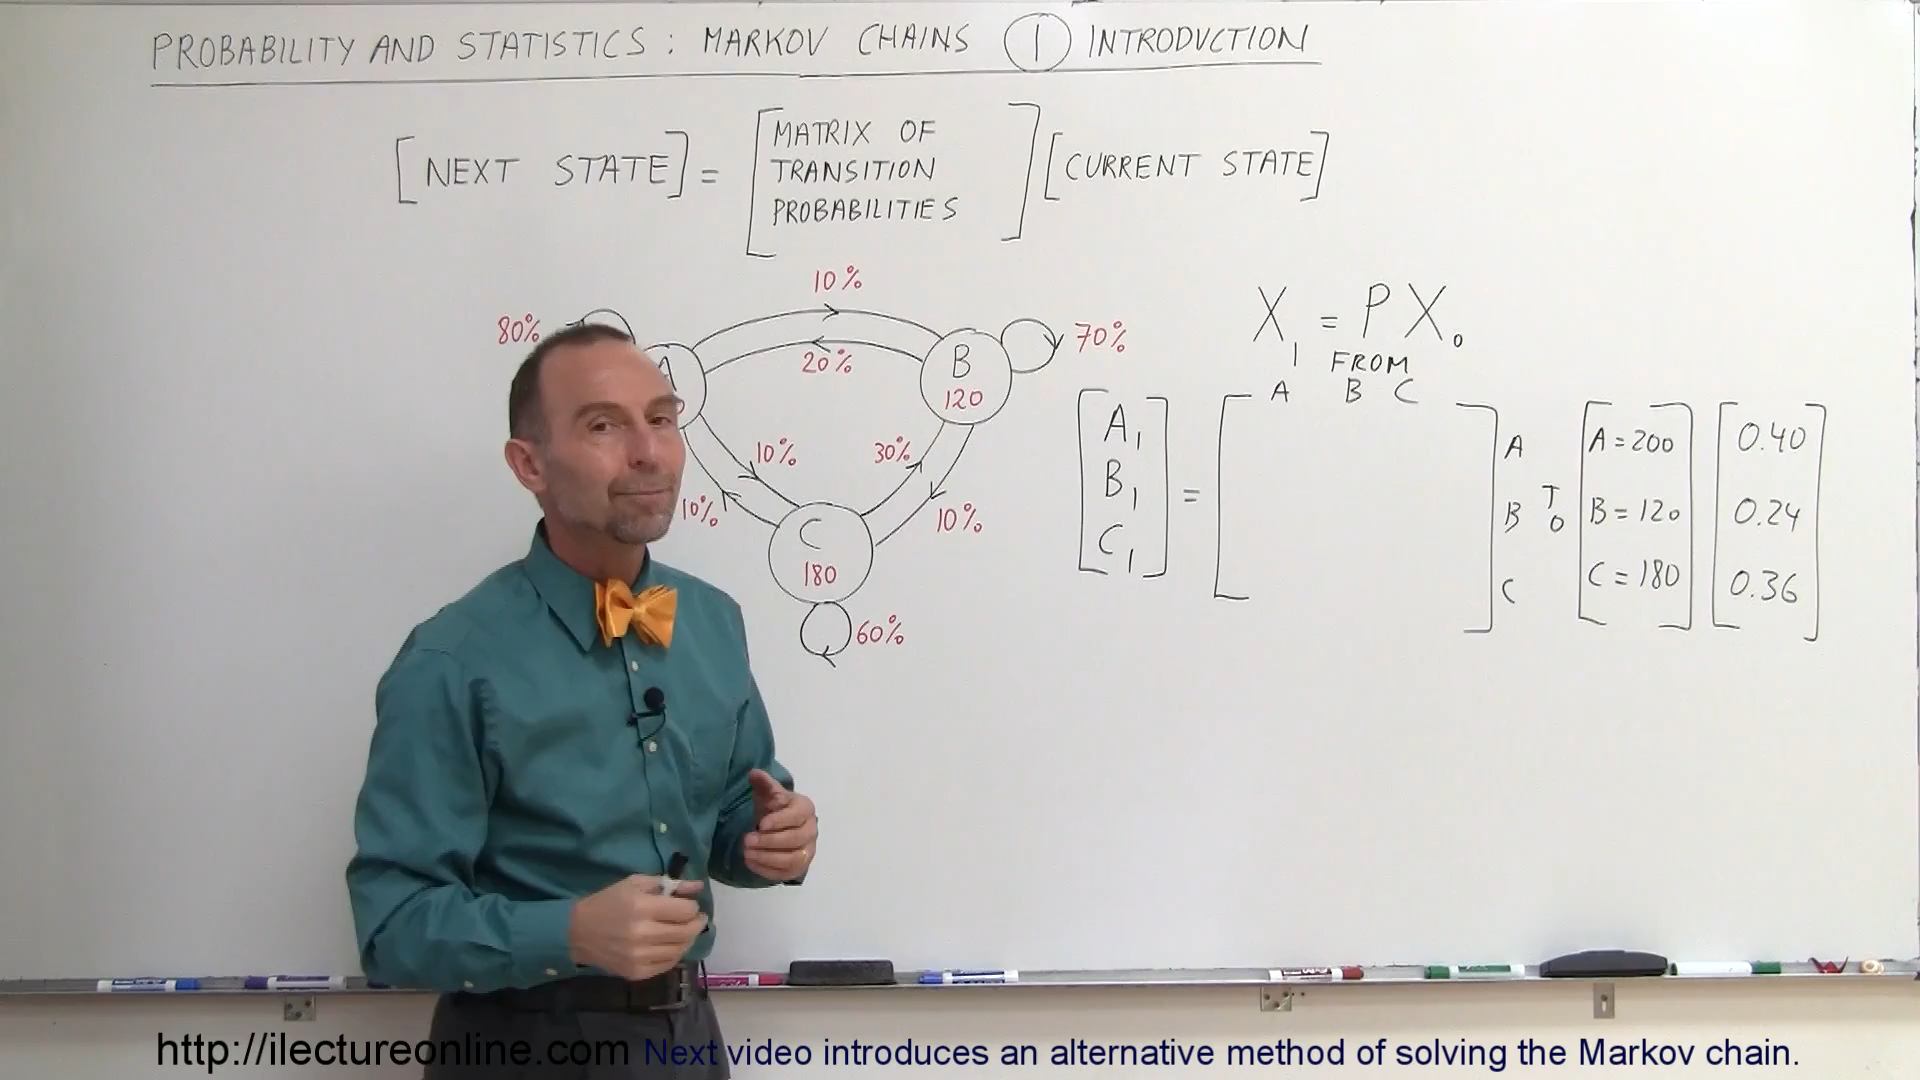 PROBABILITY AND STATISTICS : MARKOV CHAINS 1 INTRODUCTION
[NEXT STATE] = [MATRIX OF TRANSITION PROBABILITIES] [CURRENT STATE]
10%
80%
20%
70%
A
B
120
10%
30%
10%
10%
C
180
60%
X₁ = P X₀
FROM
A B C
A₁
B₁
C₁
=
A
B
C
TO
A = 200
B = 120
C = 180
0.40
0.24
0.36
http://ilectureonline.com Next video introduces an alternative method of solving the Markov chain.